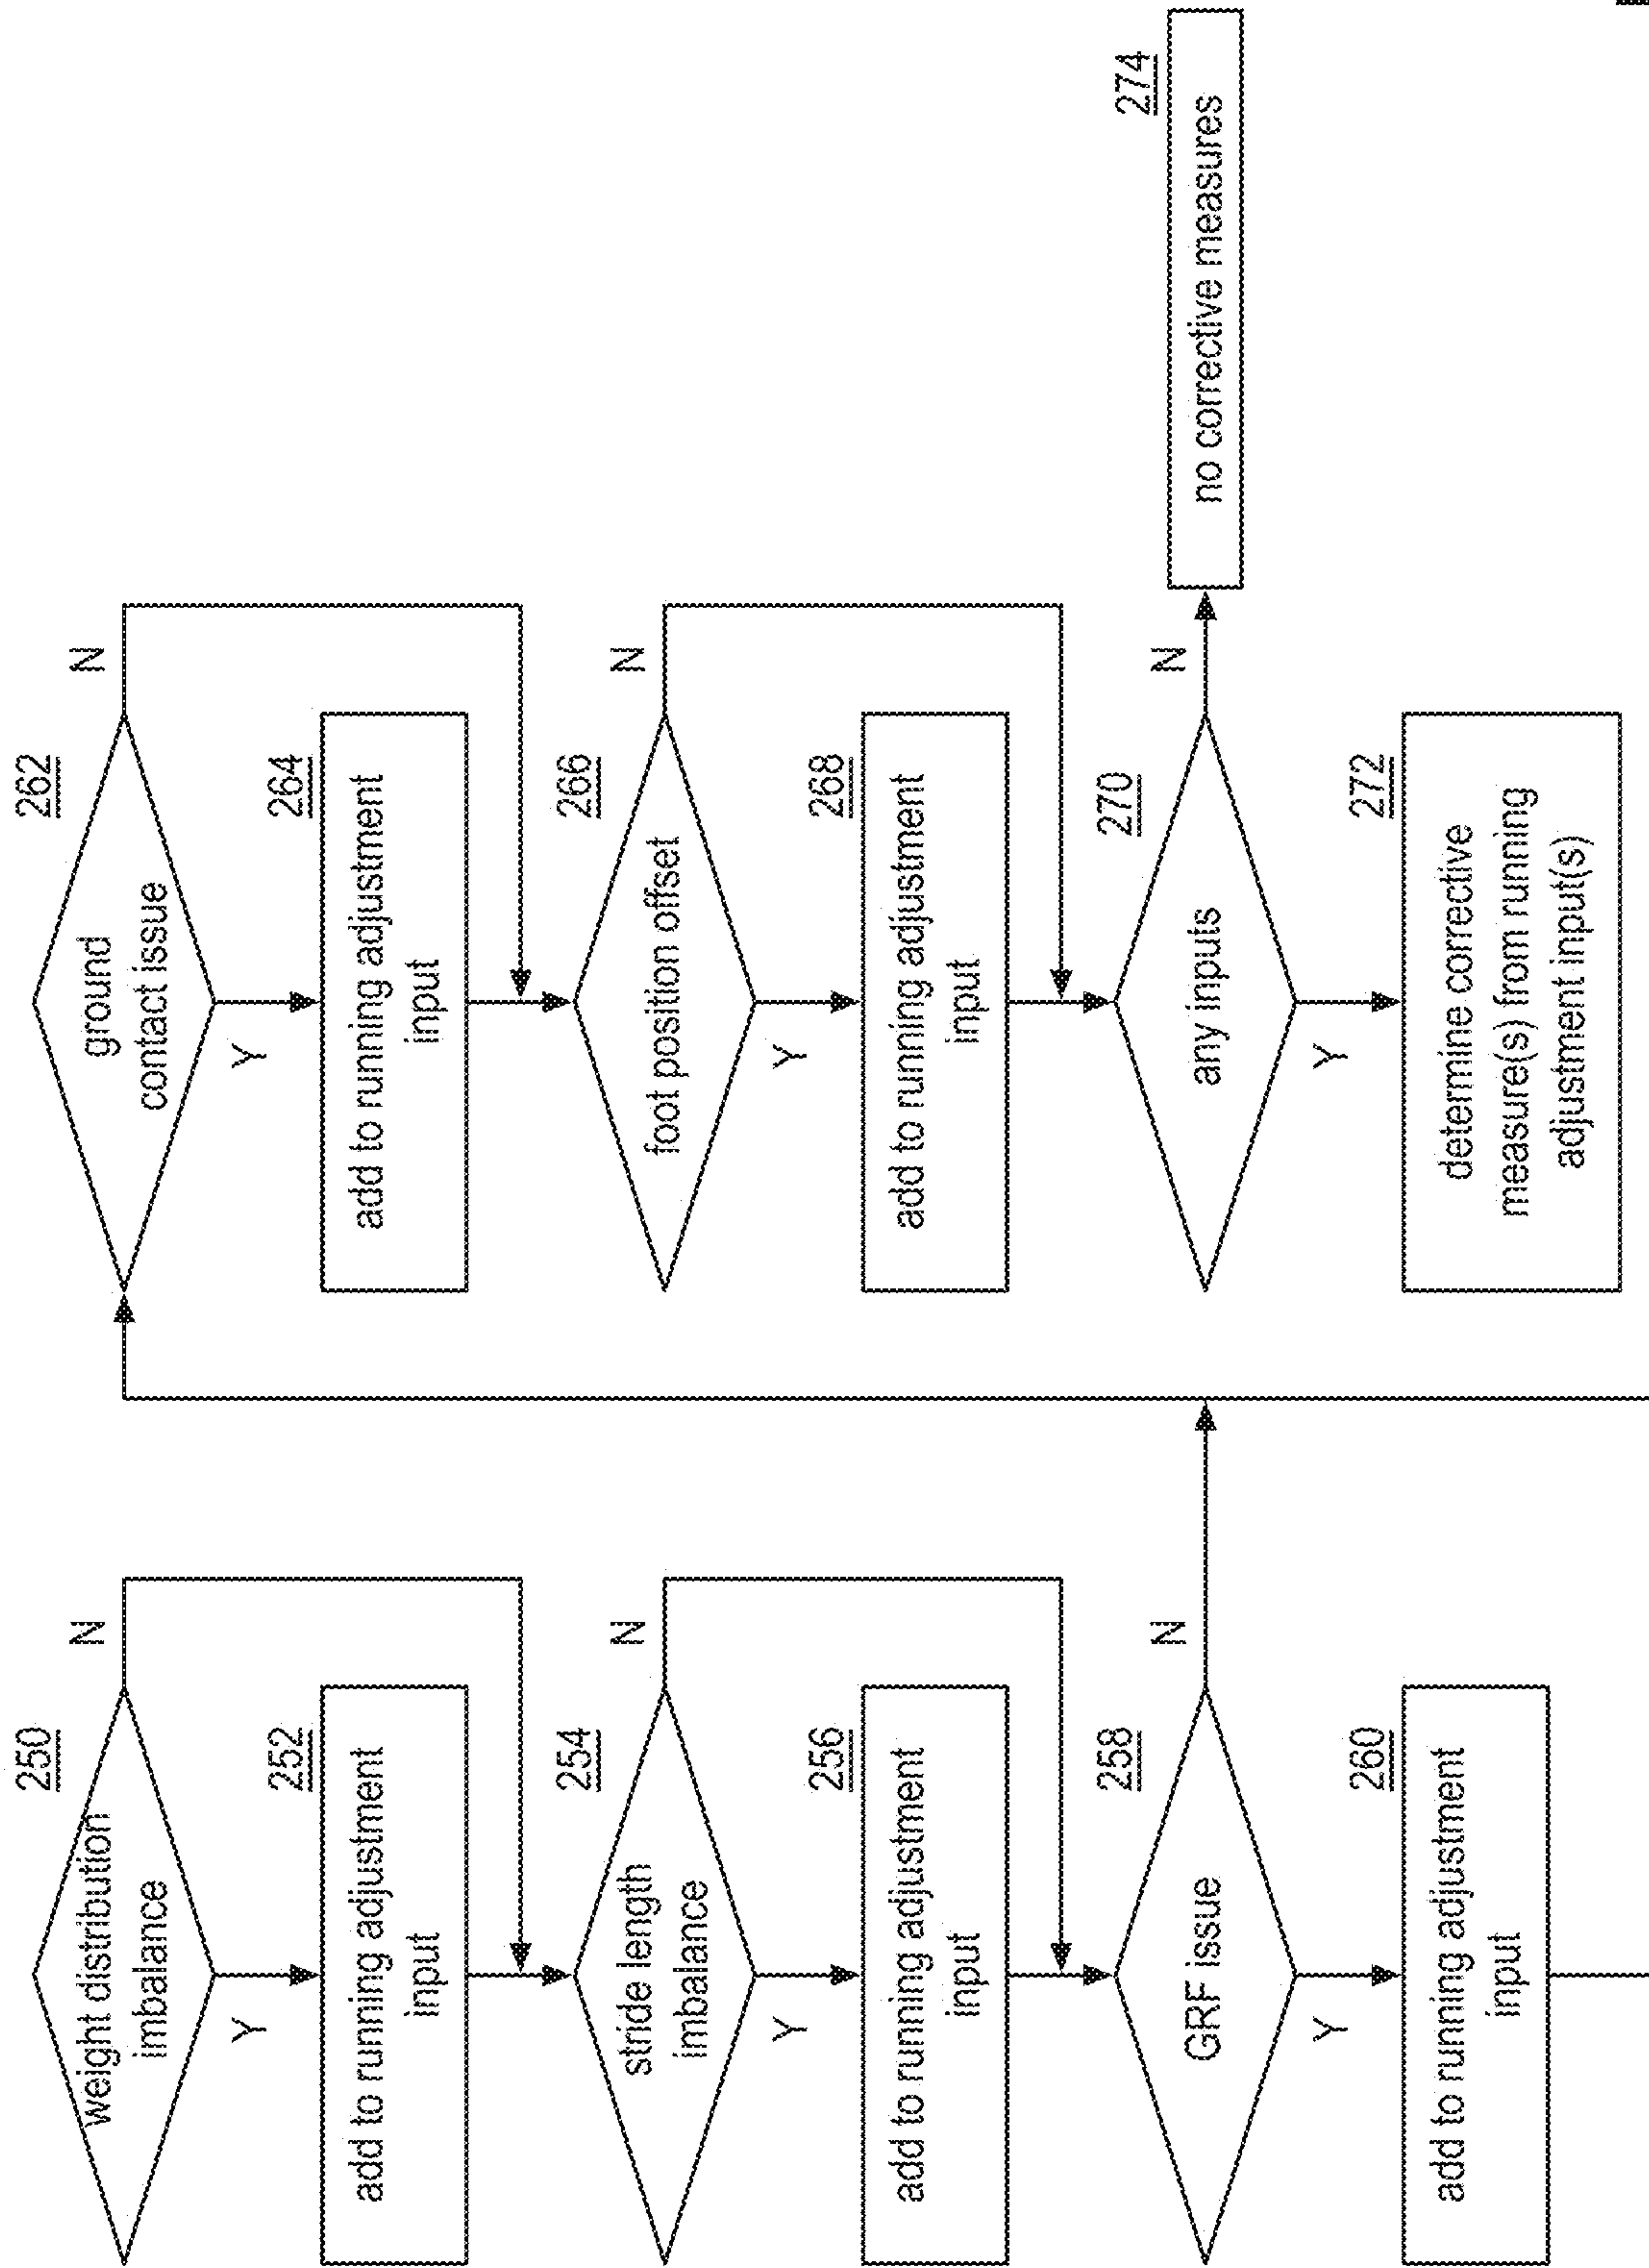 250
weight distribution
imbalance
N
Y
252
add to running adjustment
input
254
stride length
imbalance
N
Y
256
add to running adjustment
input
258
GRF issue
N
Y
260
add to running adjustment
input
262
ground
contact issue
N
Y
264
add to running adjustment
input
266
foot position offset
N
Y
268
add to running adjustment
input
270
any inputs
N
Y
272
determine corrective
measure(s) from running
adjustment input(s)
274
no corrective measures